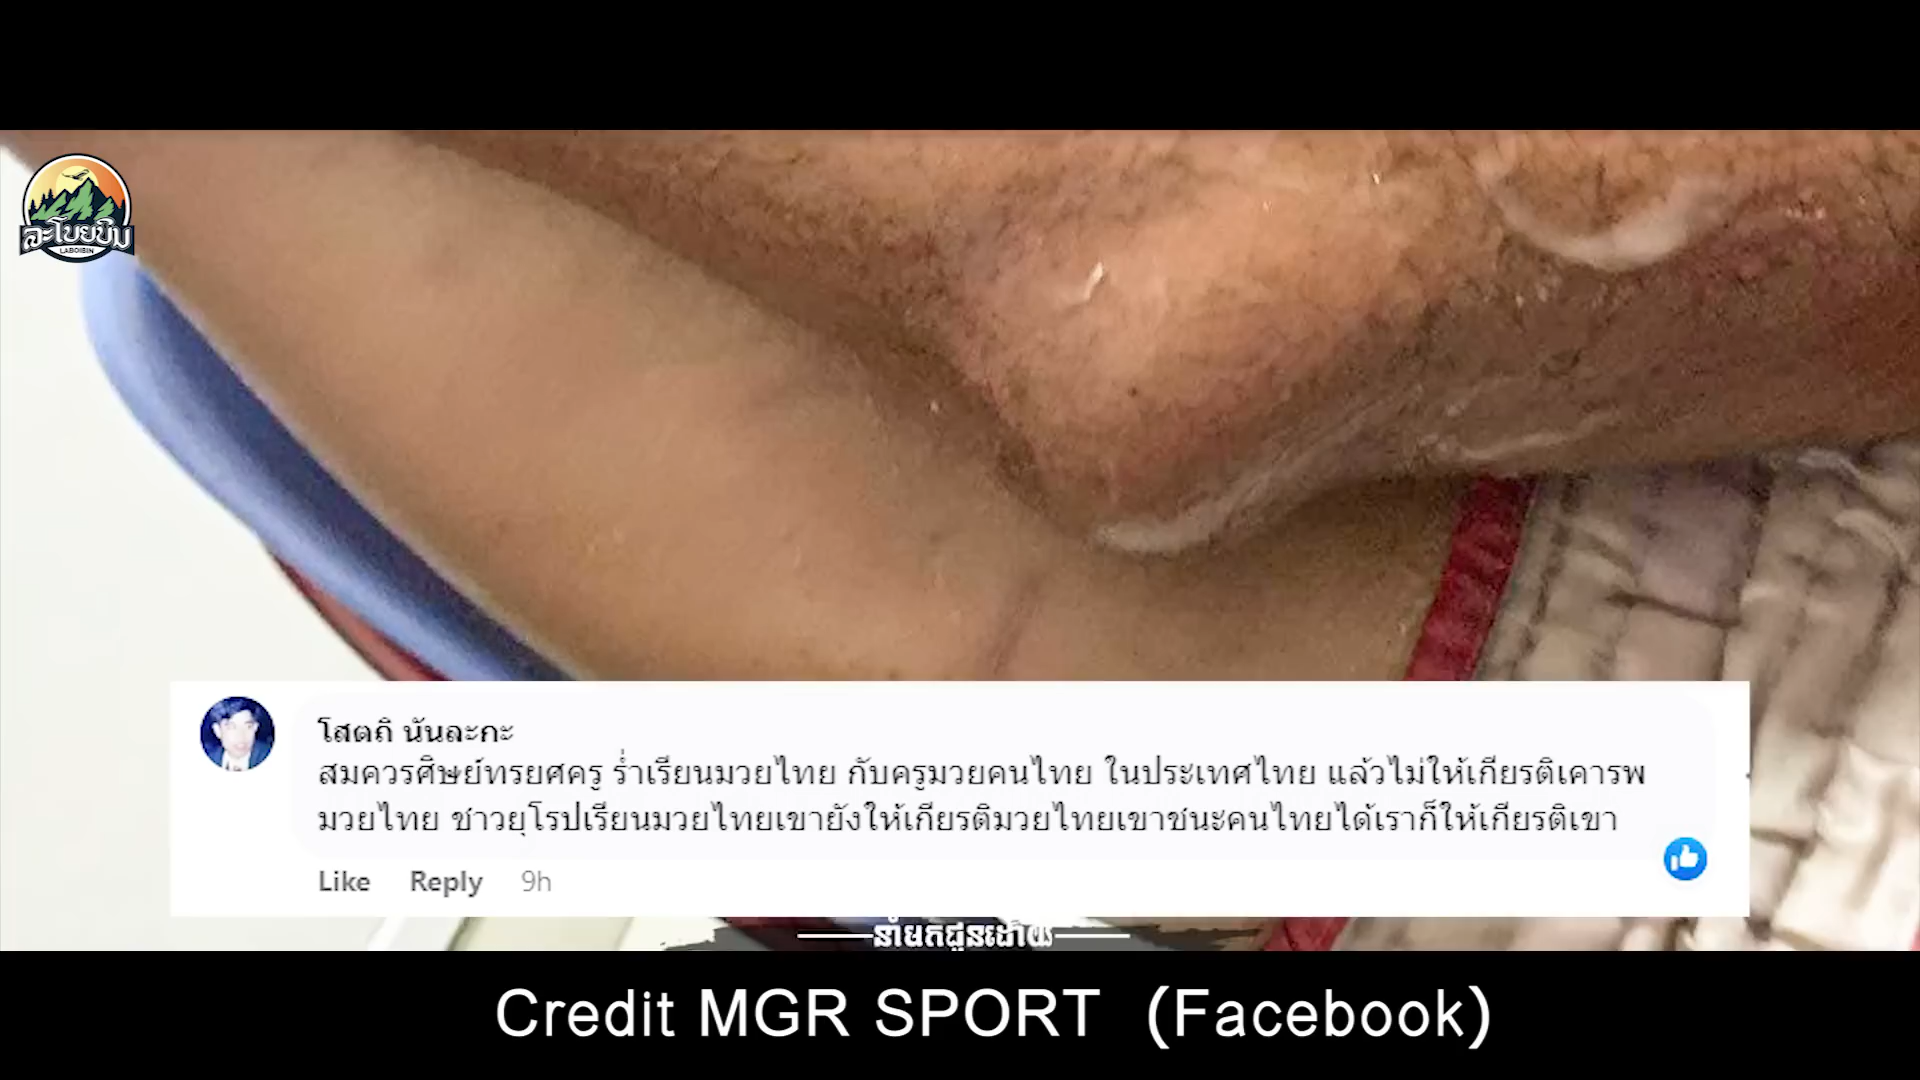 ละโบยบิน
LABOIBIN
โสตถิ นันละกะ
สมควรศิษย์ทรยศครู ร่ำเรียนมวยไทย กับครูมวยคนไทย ในประเทศไทย แล้วไม่ให้เกียรติเคารพ
มวยไทย ชาวยุโรปเรียนมวยไทยเขายังให้เกียรติมวยไทยเขาชนะคนไทยได้เราก็ให้เกียรติเขา
Like Reply 9h
នាំមកជូនដោយ
Credit MGR SPORT (Facebook)